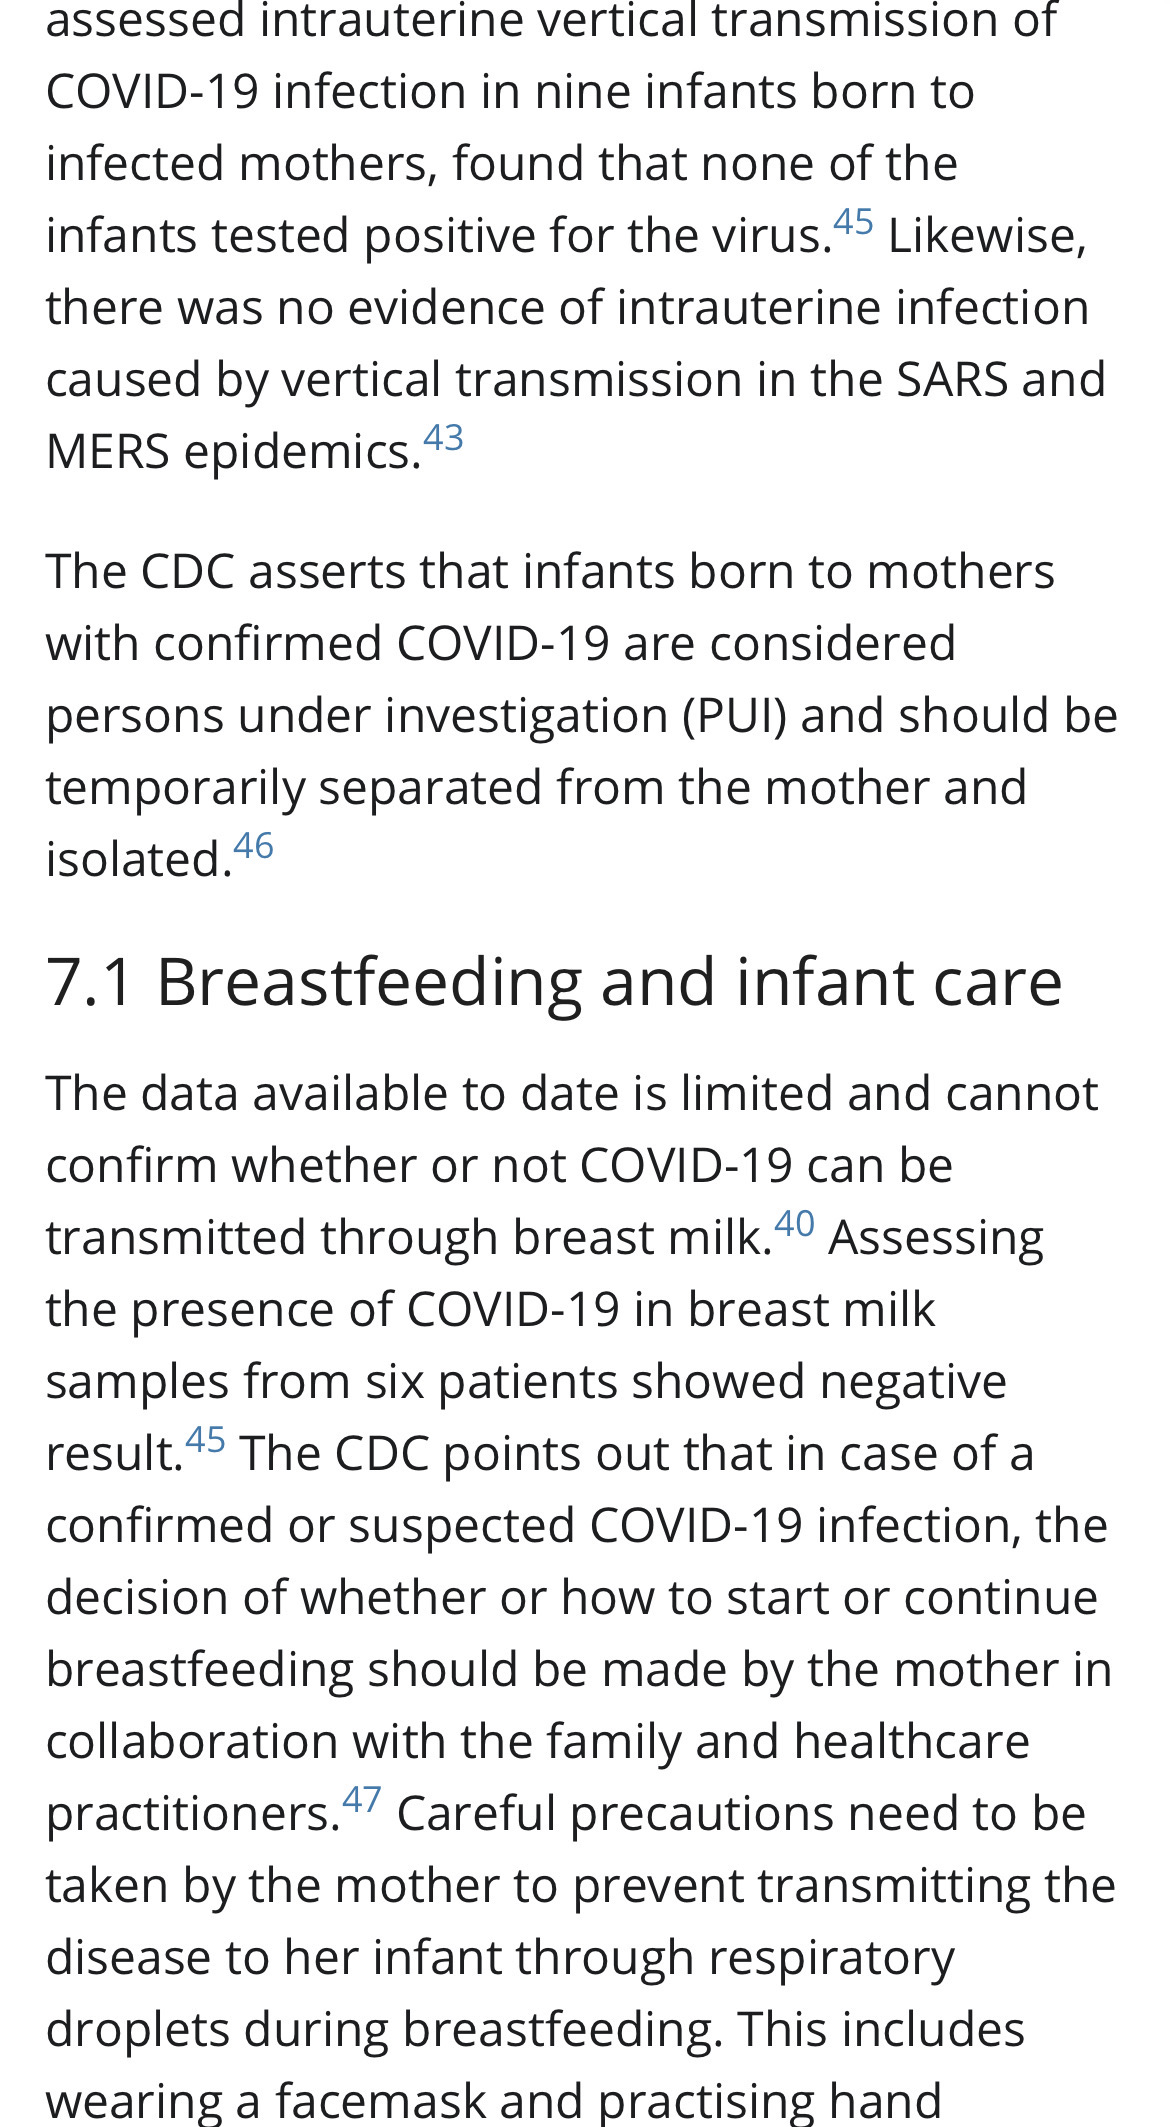 assessed intrauterine vertical transmission of
COVID-19 infection in nine infants born to
infected mothers, found that none of the
infants tested positive for the virus.45 Likewise,
there was no evidence of intrauterine infection
caused by vertical transmission in the SARS and
MERS epidemics.43
The CDC asserts that infants born to mothers
with confirmed COVID-19 are considered
persons under investigation (PUI) and should be
temporarily separated from the mother and
isolated.46
7.1 Breastfeeding and infant care
The data available to date is limited and cannot
confirm whether or not COVID-19 can be
transmitted through breast milk.40 Assessing
the presence of COVID-19 in breast milk
samples from six patients showed negative
result.45 The CDC points out that in case of a
confirmed or suspected COVID-19 infection, the
decision of whether or how to start or continue
breastfeeding should be made by the mother in
collaboration with the family and healthcare
practitioners.47 Careful precautions need to be
taken by the mother to prevent transmitting the
disease to her infant through respiratory
droplets during breastfeeding. This includes
wearing a facemask and practising hand